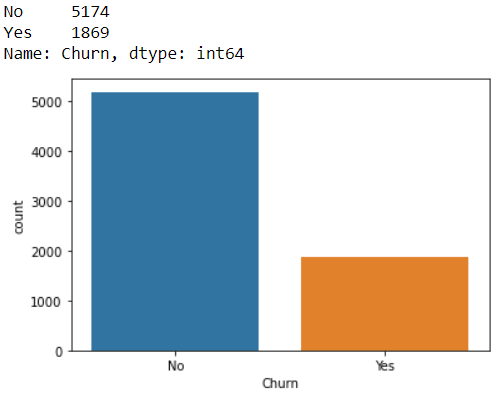 No 5174
Yes 1869
Name: Churn, dtype: int64
5000
4000
3000
2000
1000
0
count
No Yes
Churn